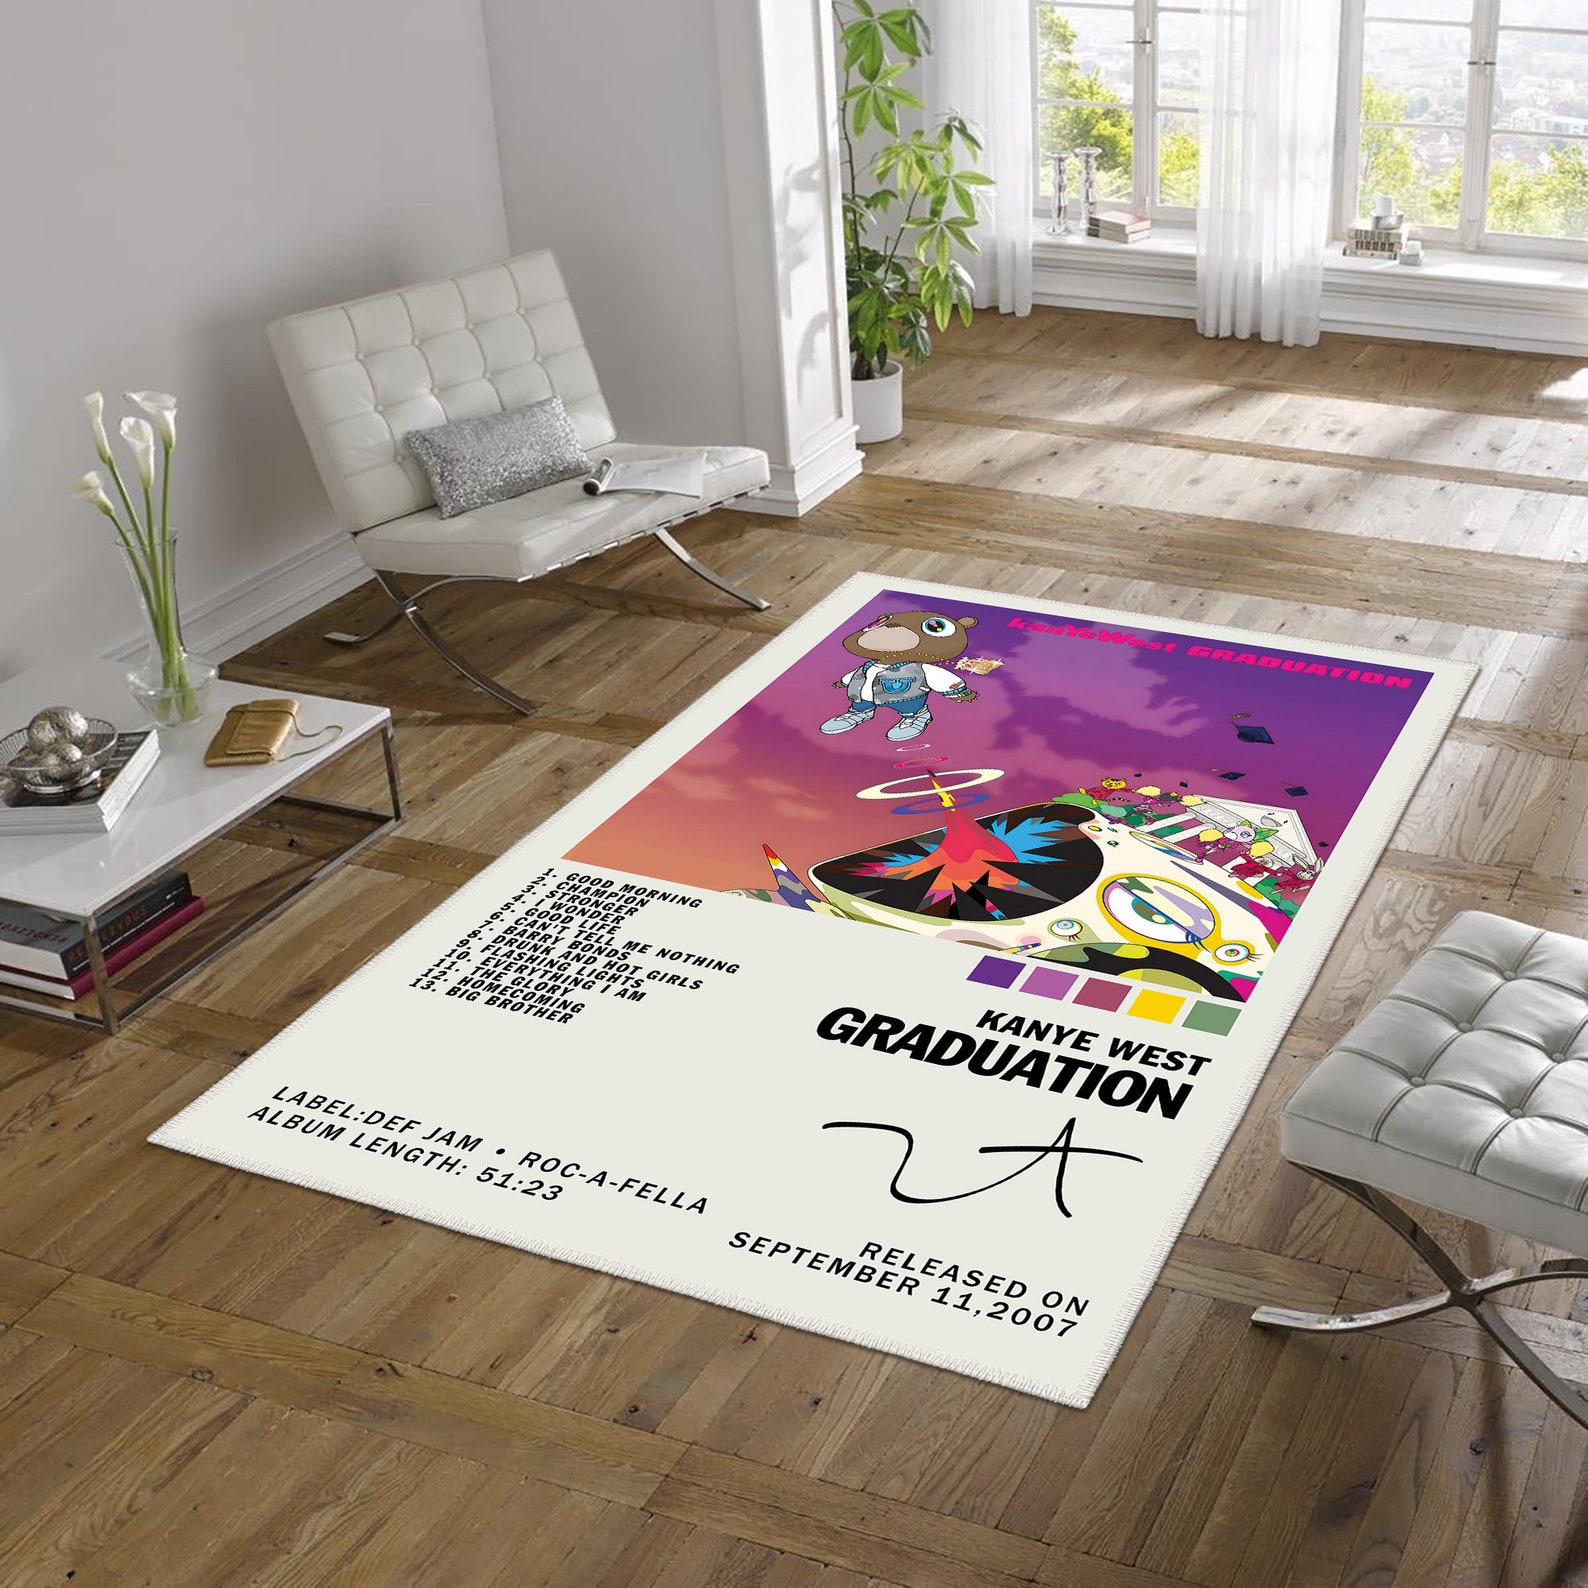 kanYeWest GRADUATION
1. GOOD MORNING
2. CHAMPION
3. STRONGER
4. I WONDER
5. GOOD LIFE
6. CAN'T TELL ME NOTHING
7. BARRY BONDS
8. DRUNK AND HOT GIRLS
9. FLASHING LIGHTS
10. EVERYTHING I AM
11. THE GLORY
12. HOMECOMING
13. BIG BROTHER
KANYE WEST
GRADUATION
LABEL:DEF JAM • ROC-A-FELLA
ALBUM LENGTH: 51:23
RELEASED ON
SEPTEMBER 11,2007